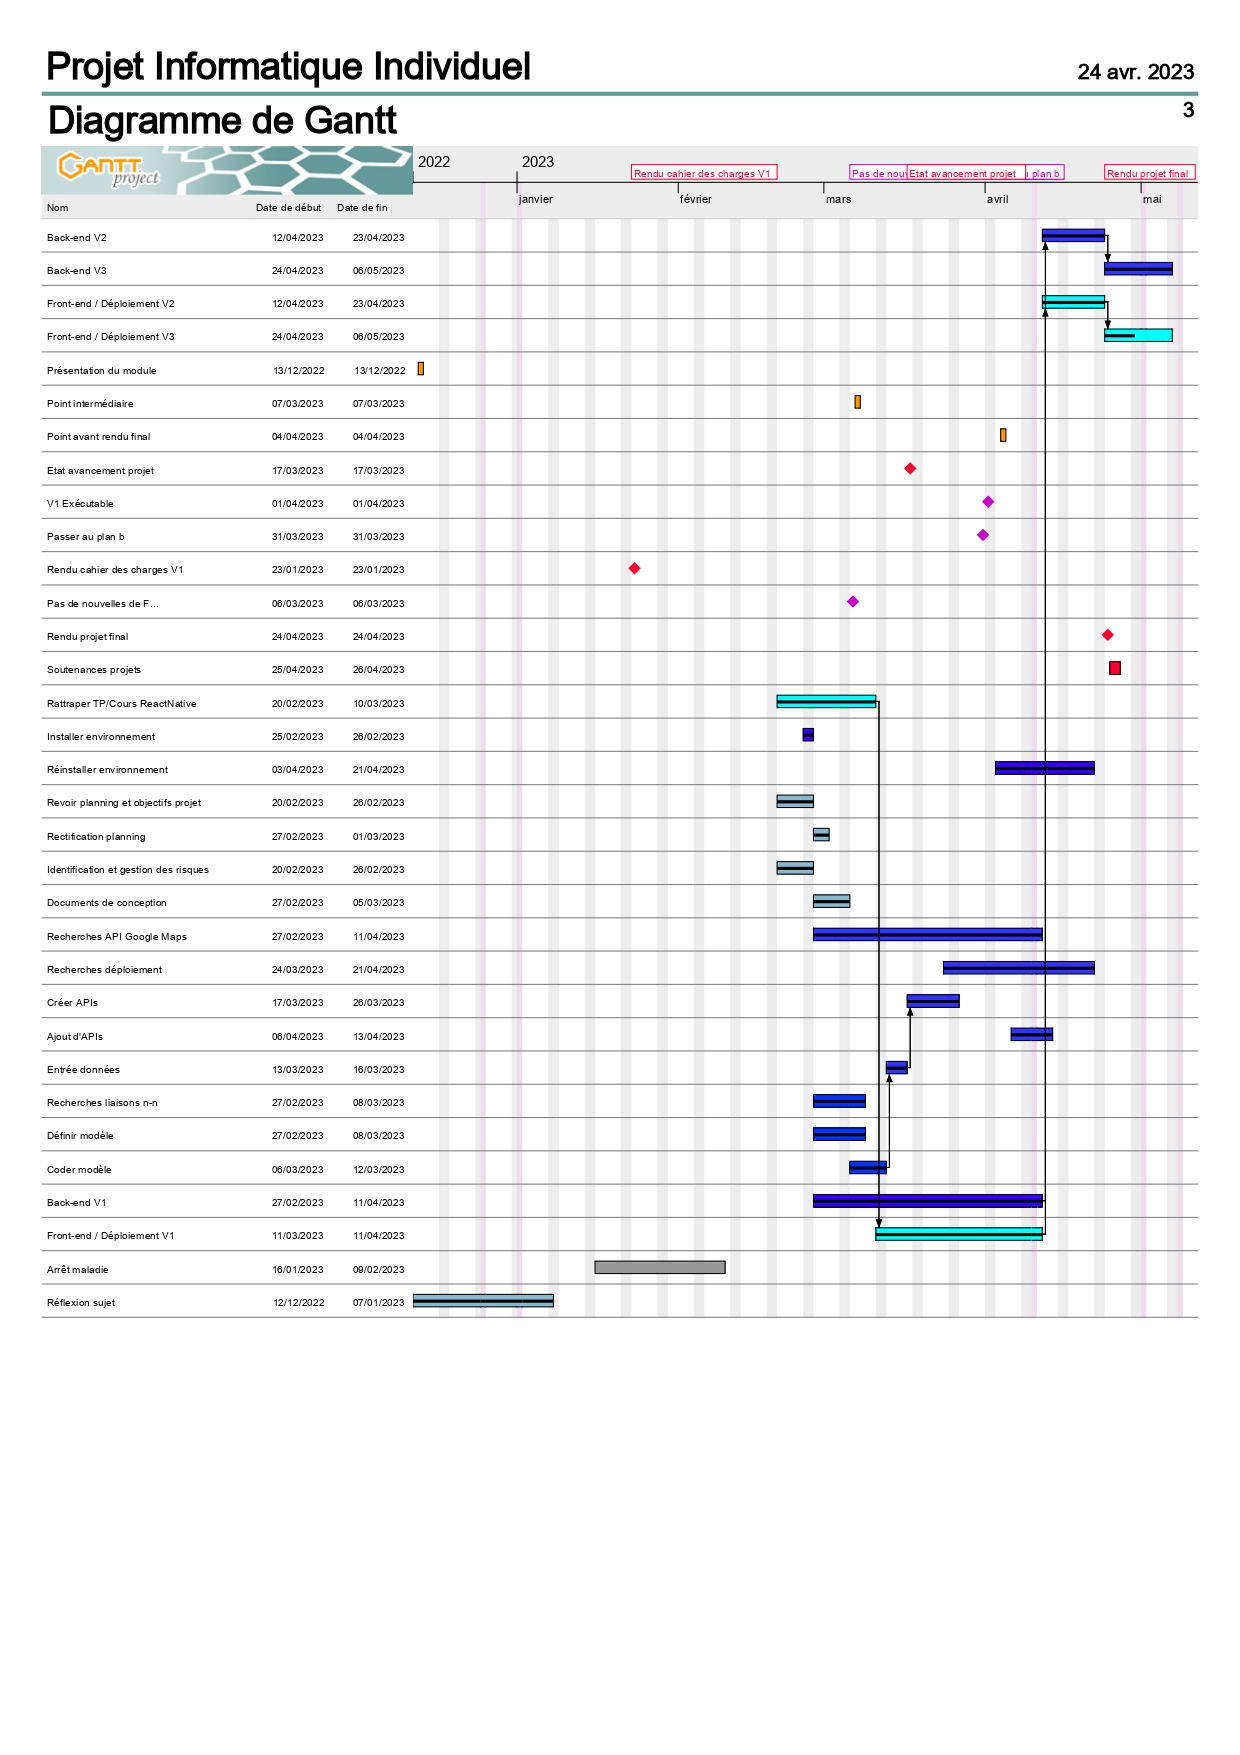 Projet Informatique Individuel
24 avr. 2023
Diagramme de Gantt
3
GANTT project
2022 2023
Rendu cahier des charges V1 Pas de nouv Etat avancement projet plan b Rendu projet final
janvier février mars avril mai
Nom Date de début Date de fin
Back-end V2 12/04/2023 23/04/2023
Back-end V3 24/04/2023 06/05/2023
Front-end / Déploiement V2 12/04/2023 23/04/2023
Front-end / Déploiement V3 24/04/2023 06/05/2023
Présentation du module 13/12/2022 13/12/2022
Point intermédiaire 07/03/2023 07/03/2023
Point avant rendu final 04/04/2023 04/04/2023
Etat avancement projet 17/03/2023 17/03/2023
V1 Exécutable 01/04/2023 01/04/2023
Passer au plan b 31/03/2023 31/03/2023
Rendu cahier des charges V1 23/01/2023 23/01/2023
Pas de nouvelles de F... 06/03/2023 06/03/2023
Rendu projet final 24/04/2023 24/04/2023
Soutenances projets 25/04/2023 26/04/2023
Rattraper TP/Cours ReactNative 20/02/2023 10/03/2023
Installer environnement 25/02/2023 26/02/2023
Réinstaller environnement 03/04/2023 21/04/2023
Revoir planning et objectifs projet 20/02/2023 26/02/2023
Rectification planning 27/02/2023 01/03/2023
Identification et gestion des risques 20/02/2023 26/02/2023
Documents de conception 27/02/2023 05/03/2023
Recherches API Google Maps 27/02/2023 11/04/2023
Recherches déploiement 24/03/2023 21/04/2023
Créer APIs 17/03/2023 26/03/2023
Ajout d'APIs 06/04/2023 13/04/2023
Entrée données 13/03/2023 16/03/2023
Recherches liaisons n-n 27/02/2023 08/03/2023
Définir modèle 27/02/2023 08/03/2023
Coder modèle 06/03/2023 12/03/2023
Back-end V1 27/02/2023 11/04/2023
Front-end / Déploiement V1 11/03/2023 11/04/2023
Arrêt maladie 16/01/2023 09/02/2023
Réflexion sujet 12/12/2022 07/01/2023